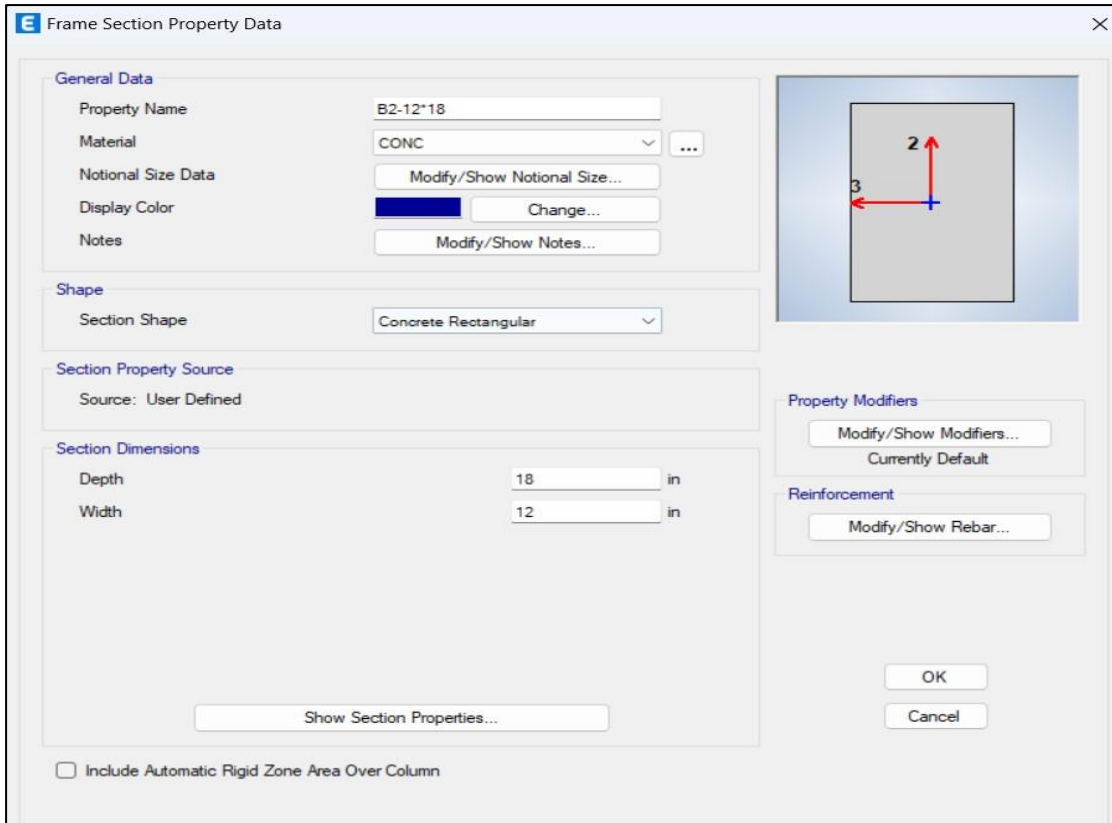 E Frame Section Property Data
General Data
Property Name B2-12*18
Material CONC ...
Notional Size Data Modify/Show Notional Size...
Display Color Change...
Notes Modify/Show Notes...
2
3
Shape
Section Shape Concrete Rectangular
Section Property Source
Source: User Defined
Property Modifiers
Modify/Show Modifiers...
Currently Default
Section Dimensions
Depth 18 in
Width 12 in
Reinforcement
Modify/Show Rebar...
Show Section Properties...
OK
Cancel
Include Automatic Rigid Zone Area Over Column